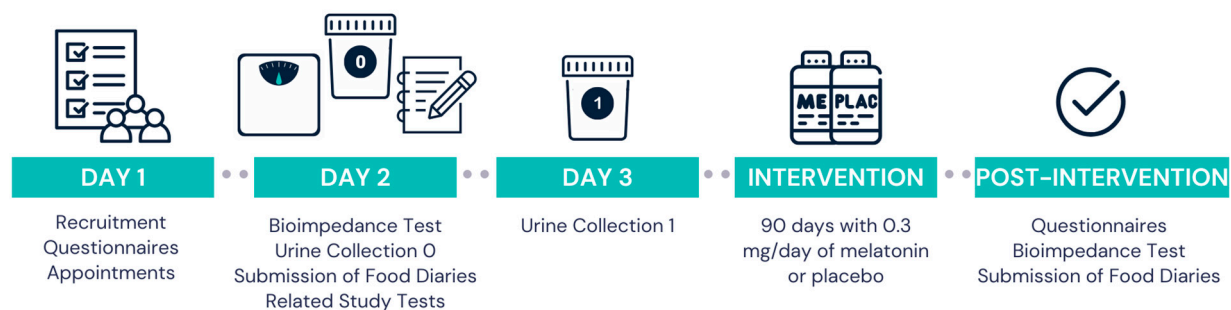 0
1
ME PLAC
DAY 1
DAY 2
DAY 3
INTERVENTION
POST-INTERVENTION
Recruitment
Questionnaires
Appointments
Bioimpedance Test
Urine Collection 0
Submission of Food Diaries
Related Study Tests
Urine Collection 1
90 days with 0.3
mg/day of melatonin
or placebo
Questionnaires
Bioimpedance Test
Submission of Food Diaries